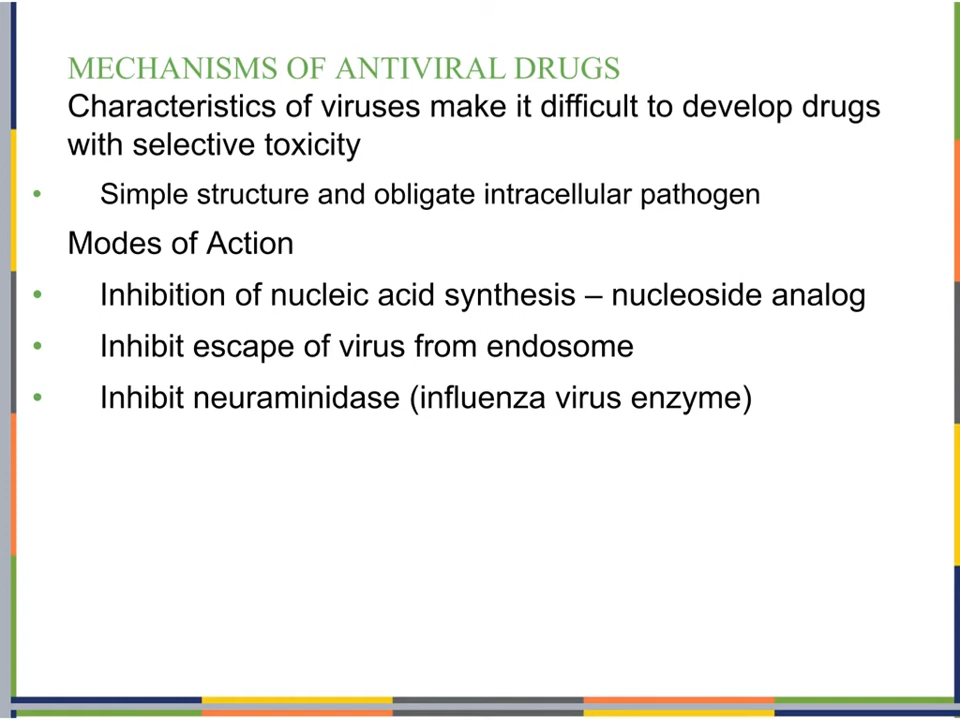 MECHANISMS OF ANTIVIRAL DRUGS
Characteristics of viruses make it difficult to develop drugs
with selective toxicity
• Simple structure and obligate intracellular pathogen
Modes of Action
• Inhibition of nucleic acid synthesis – nucleoside analog
• Inhibit escape of virus from endosome
• Inhibit neuraminidase (influenza virus enzyme)